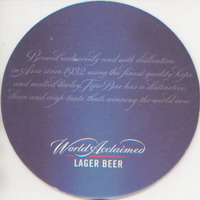 Brewed exclusively and with dedication
in Asia since 1932 using the finest quality hops
and malted barley, Tiger Beer has a distinctive,
clean and crisp taste that's winning the world over
World Acclaimed
LAGER BEER